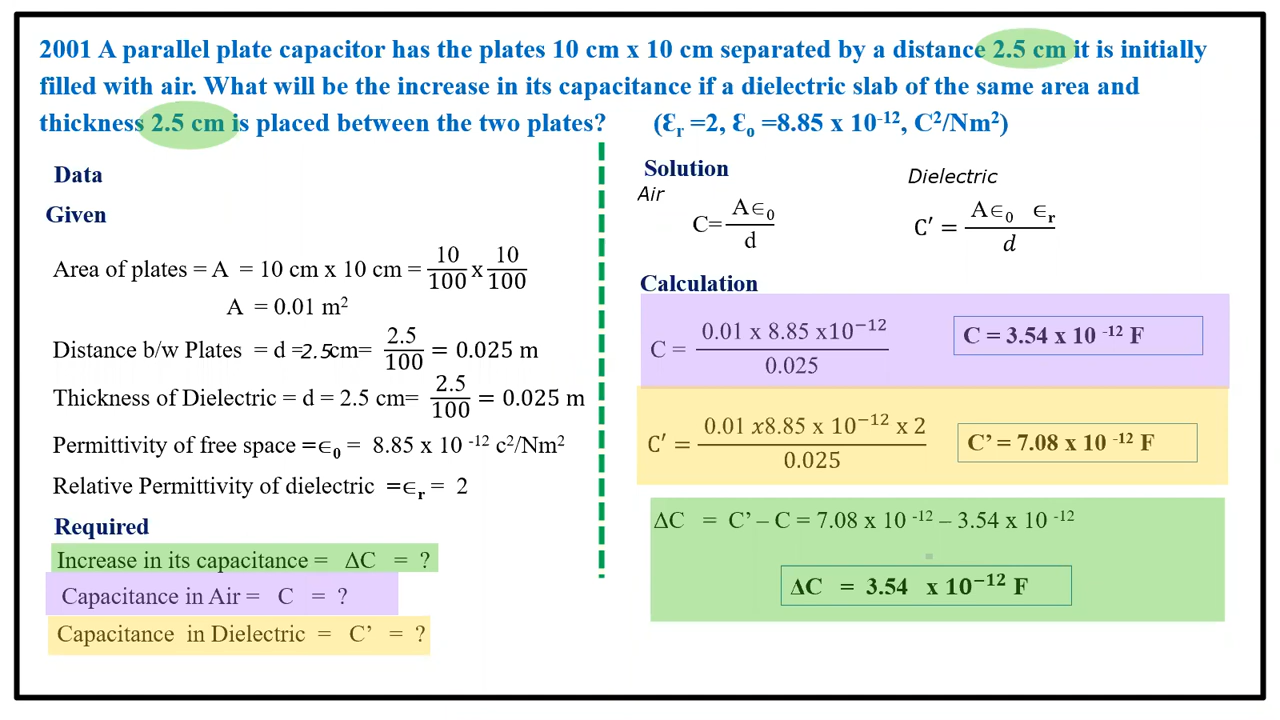 2001 A parallel plate capacitor has the plates 10 cm x 10 cm separated by a distance 2.5 cm it is initially
filled with air. What will be the increase in its capacitance if a dielectric slab of the same area and
thickness 2.5 cm is placed between the two plates? (Ɛr =2, Ɛo =8.85 x 10⁻¹², C²/Nm²)
Data
Given
Area of plates = A = 10 cm x 10 cm = 10/100 x 10/100
A = 0.01 m²
Distance b/w Plates = d =2.5cm= 2.5/100 = 0.025 m
Thickness of Dielectric = d = 2.5 cm= 2.5/100 = 0.025 m
Permittivity of free space =ϵ₀ = 8.85 x 10 ⁻¹² c²/Nm²
Relative Permittivity of dielectric =ϵr = 2
Required
Increase in its capacitance = ΔC = ?
Capacitance in Air = C = ?
Capacitance in Dielectric = C’ = ?
Solution
Air
C= Aϵ₀/d
Dielectric
C′ = Aϵ₀ ϵr/d
Calculation
C = 0.01 x 8.85 x10⁻¹²/0.025
C = 3.54 x 10 ⁻¹² F
C′ = 0.01 x8.85 x 10⁻¹² x 2/0.025
C’ = 7.08 x 10 ⁻¹² F
ΔC = C’ – C = 7.08 x 10 ⁻¹² – 3.54 x 10 ⁻¹²
ΔC = 3.54 x 10⁻¹² F